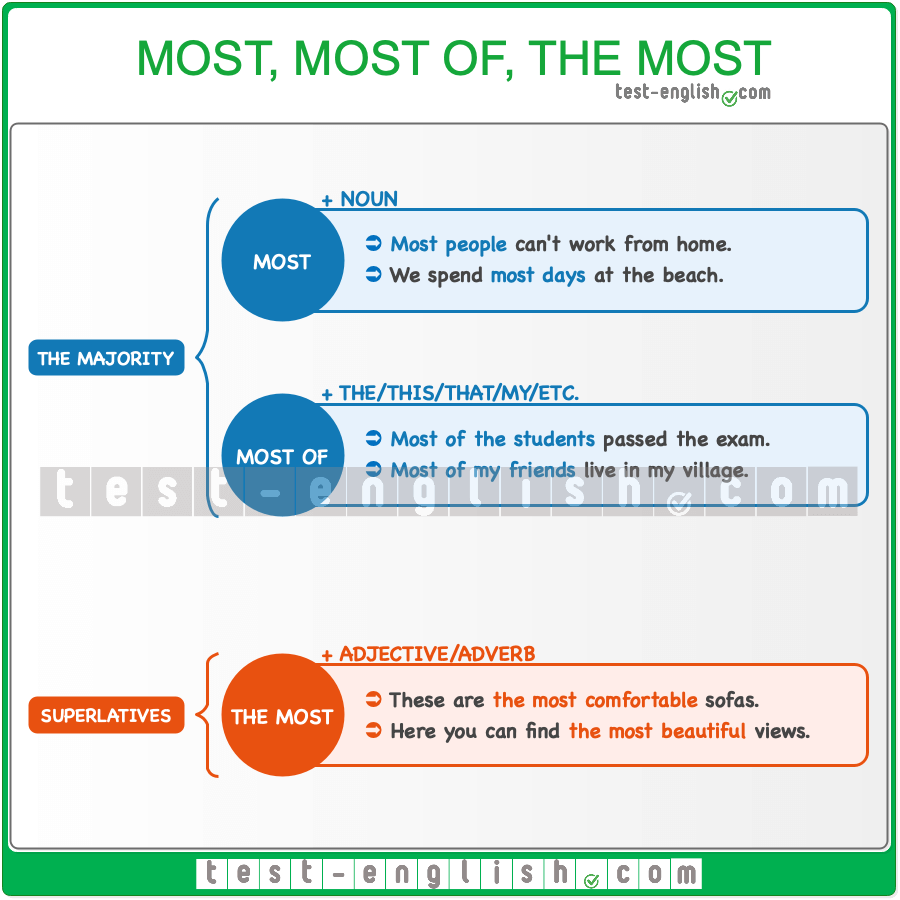 MOST, MOST OF, THE MOST
test-english.com
+ NOUN
MOST
Most people can't work from home.
We spend most days at the beach.
THE MAJORITY
+ THE/THIS/THAT/MY/ETC.
MOST OF
Most of the students passed the exam.
Most of my friends live in my village.
test-english.com
+ ADJECTIVE/ADVERB
SUPERLATIVES
THE MOST
These are the most comfortable sofas.
Here you can find the most beautiful views.
test-english.com